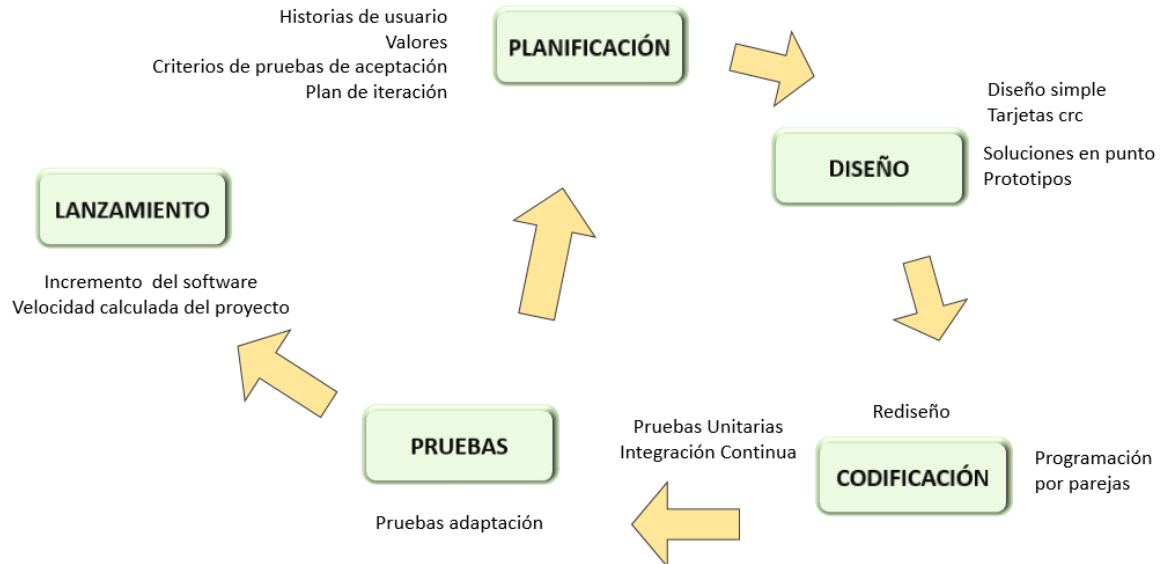 Historias de usuario
Valores
Criterios de pruebas de aceptación
Plan de iteración
PLANIFICACIÓN
Diseño simple
Tarjetas crc
DISEÑO
Soluciones en punto
Prototipos
LANZAMIENTO
Incremento del software
Velocidad calculada del proyecto
Rediseño
Pruebas Unitarias
Integración Continua
CODIFICACIÓN
Programación
por parejas
PRUEBAS
Pruebas adaptación